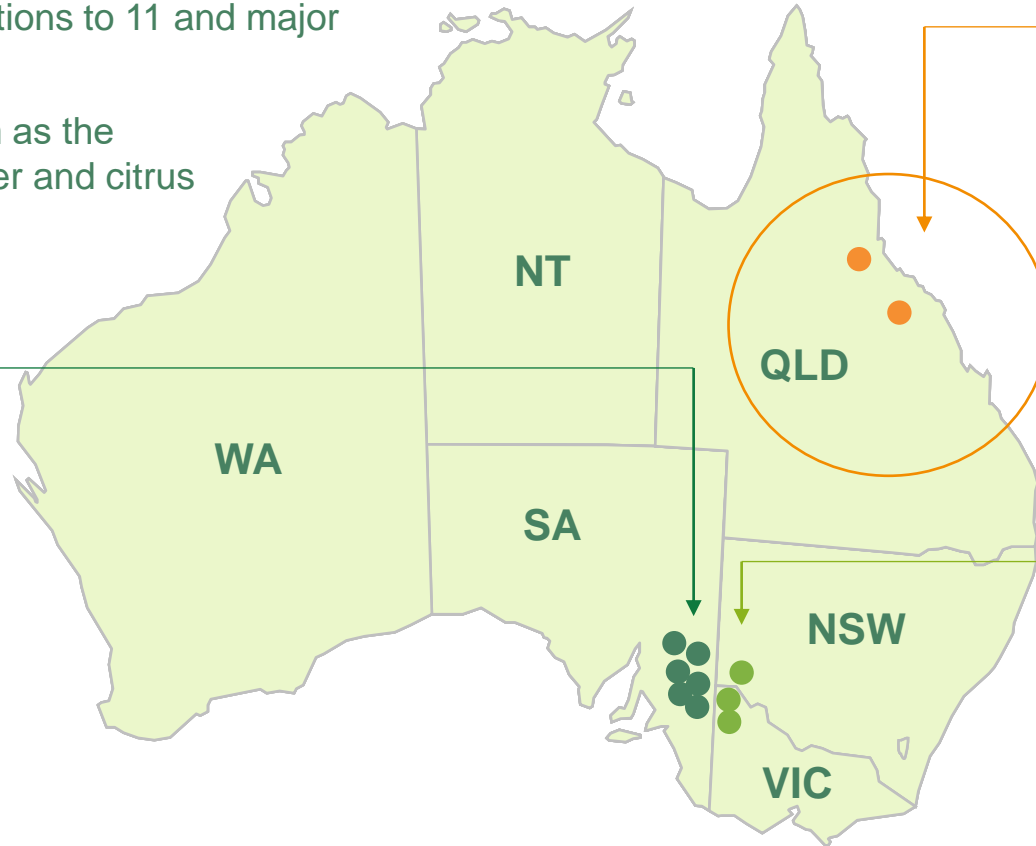 tions to 11 and major
as the
er and citrus
NT
QLD
WA
SA
NSW
VIC